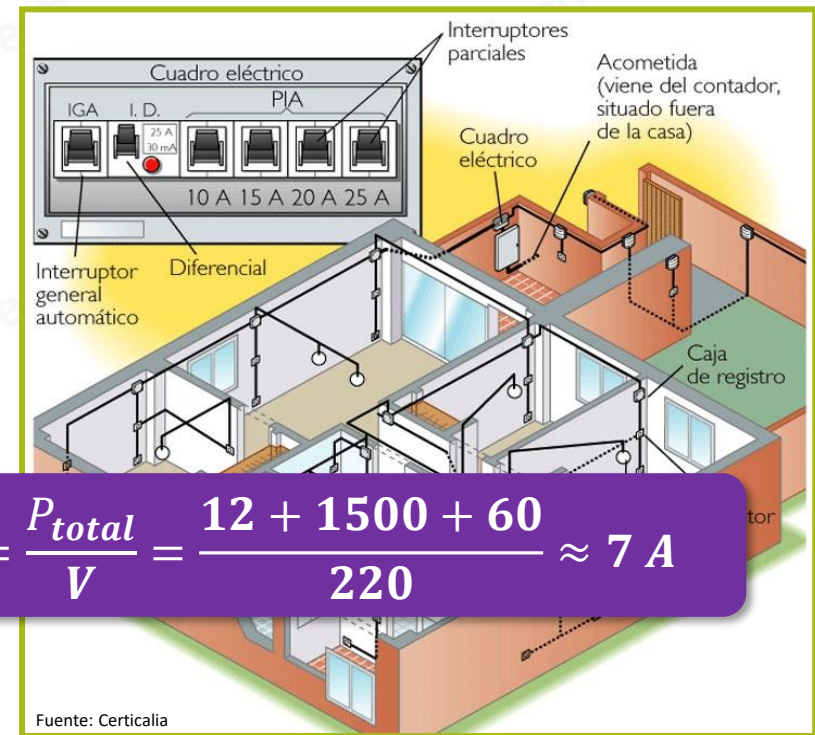 Interruptores
parciales
Acometida
(viene del contador,
situado fuera
de la casa)
Cuadro
eléctrico
Cuadro eléctrico
IGA I. D. PIA
25 A
30 mA
10 A 15 A 20 A 25 A
Interruptor
general
automático
Diferencial
Caja
de registro
tor
= P_total / V = 12 + 1500 + 60 / 220 ≈ 7 A
Fuente: Certicalia